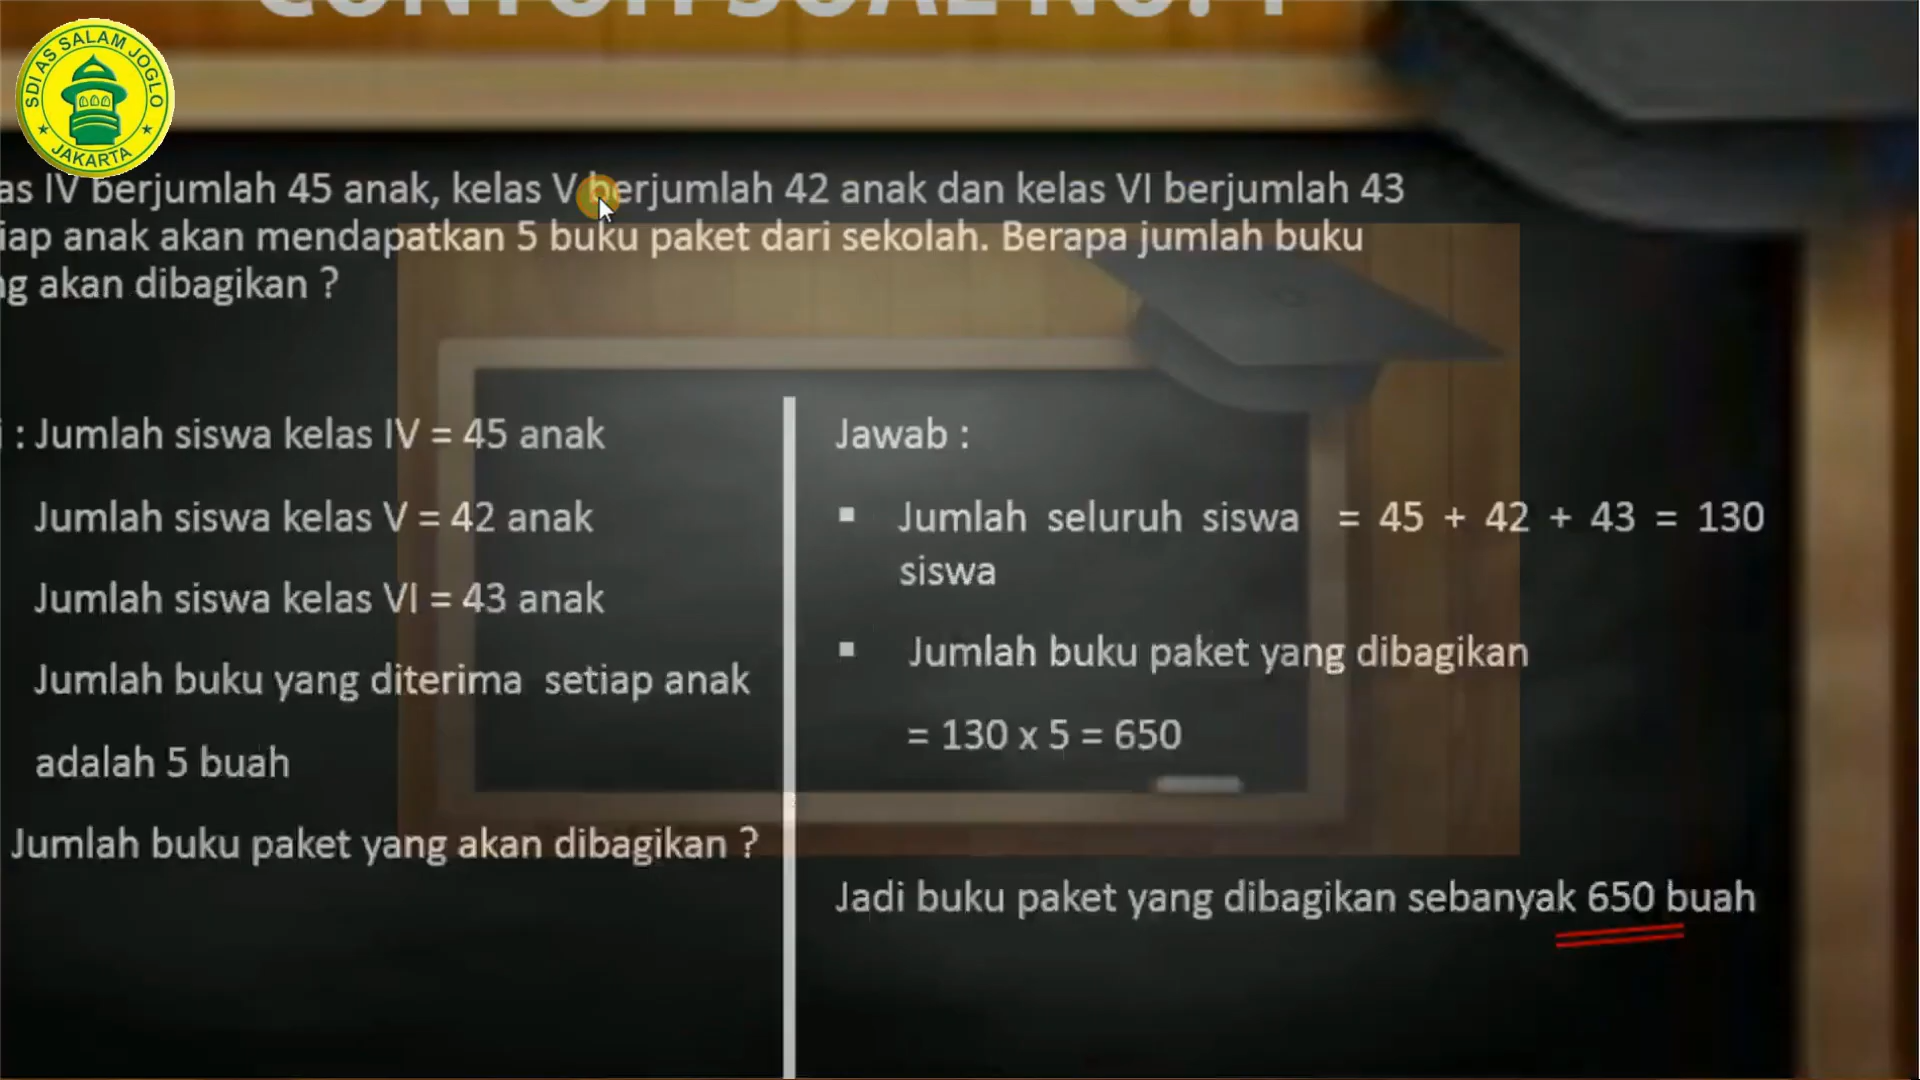 CONTOH SOAL NO. 1
SDI AS SALAM JOGLO
JAKARTA
as IV berjumlah 45 anak, kelas V berjumlah 42 anak dan kelas VI berjumlah 43
iap anak akan mendapatkan 5 buku paket dari sekolah. Berapa jumlah buku
ng akan dibagikan ?
i : Jumlah siswa kelas IV = 45 anak
Jumlah siswa kelas V = 42 anak
Jumlah siswa kelas VI = 43 anak
Jumlah buku yang diterima setiap anak
adalah 5 buah
Jumlah buku paket yang akan dibagikan ?
Jawab :
▪ Jumlah seluruh siswa = 45 + 42 + 43 = 130
siswa
▪ Jumlah buku paket yang dibagikan
= 130 x 5 = 650
Jadi buku paket yang dibagikan sebanyak 650 buah